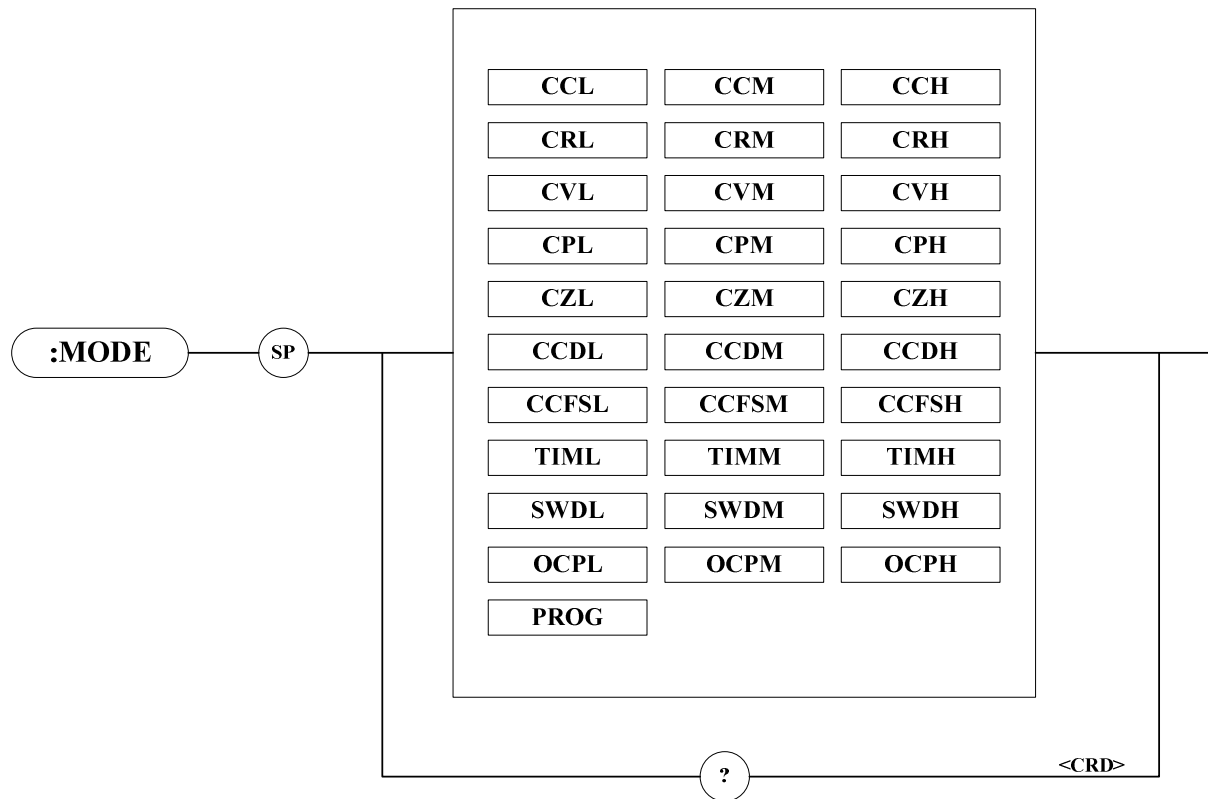 CCL CCM CCH
CRL CRM CRH
CVL CVM CVH
CPL CPM CPH
CZL CZM CZH
:MODE SP CCDL CCDM CCDH
CCFSL CCFSM CCFSH
TIML TIMM TIMH
SWDL SWDM SWDH
OCPL OCPM OCPH
PROG
? <CRD>